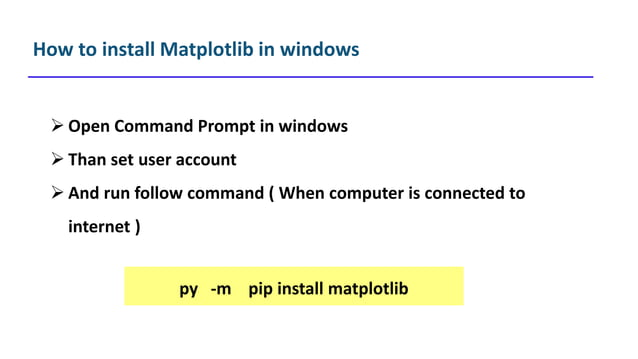 How to install Matplotlib in windows
➢ Open Command Prompt in windows
➢ Than set user account
➢ And run follow command ( When computer is connected to
internet )
py -m pip install matplotlib